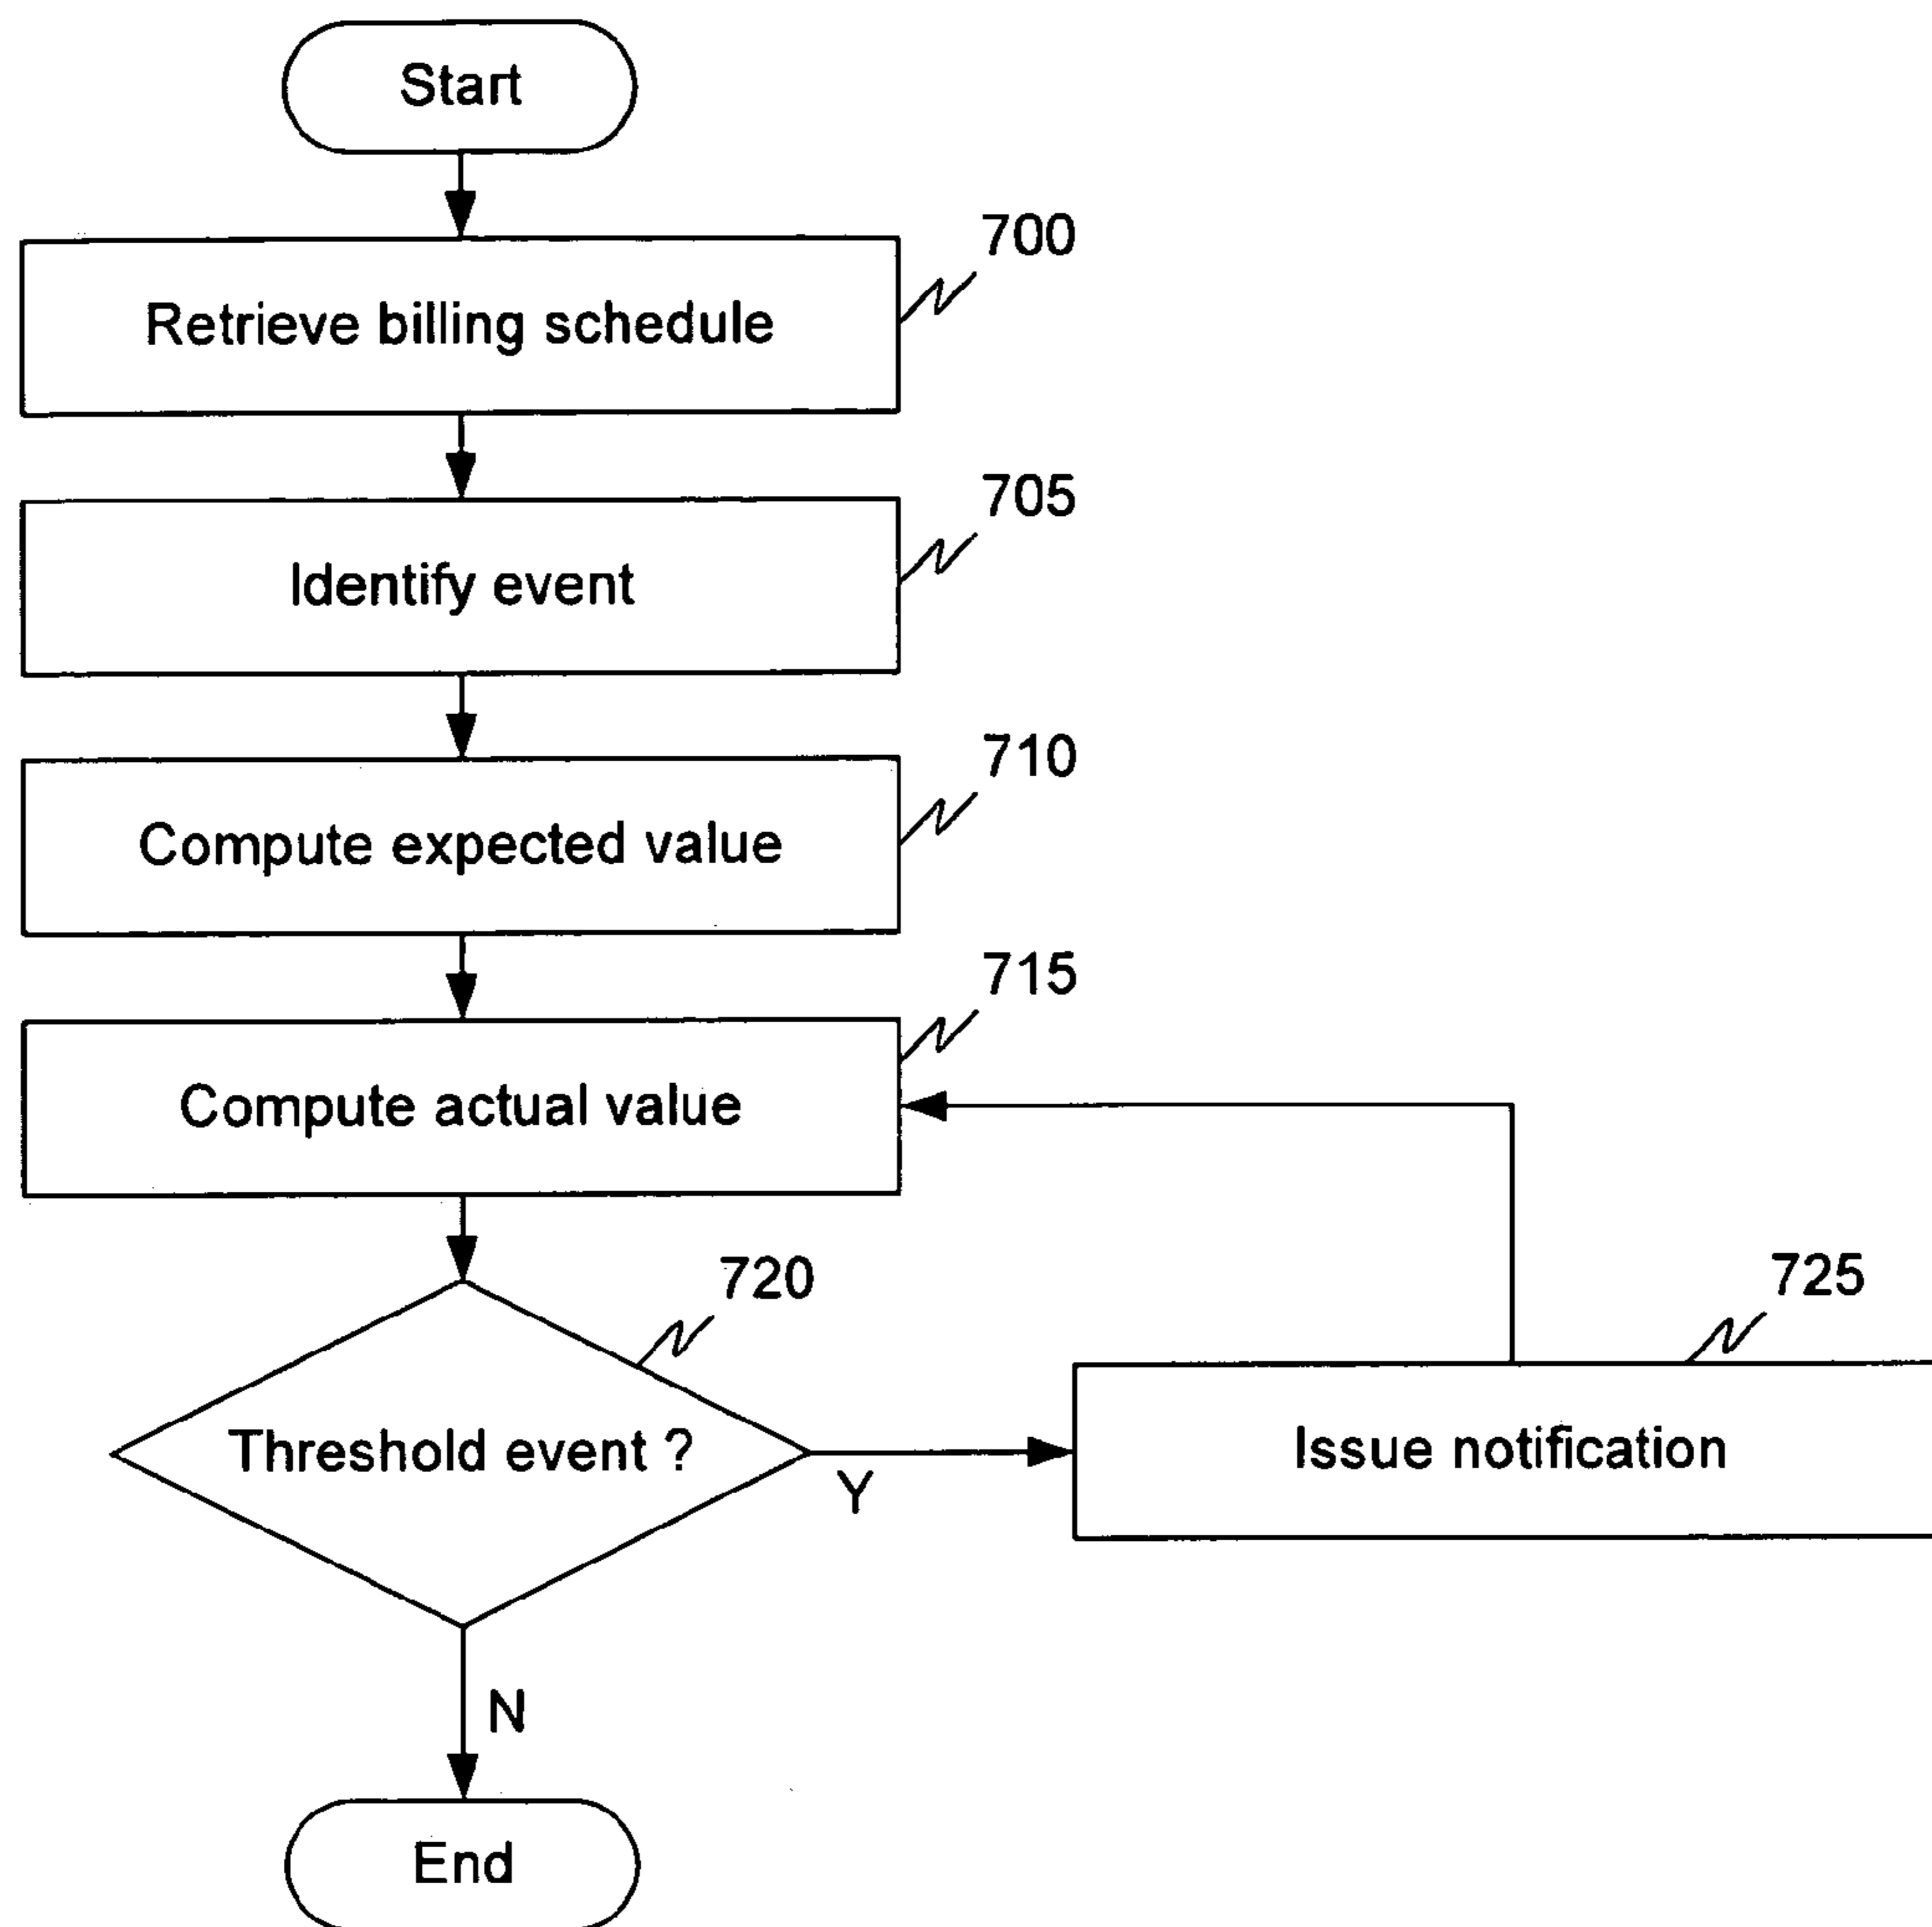 Start
700
Retrieve billing schedule
705
Identify event
710
Compute expected value
715
Compute actual value
720
725
Threshold event ?
Y
Issue notification
N
End